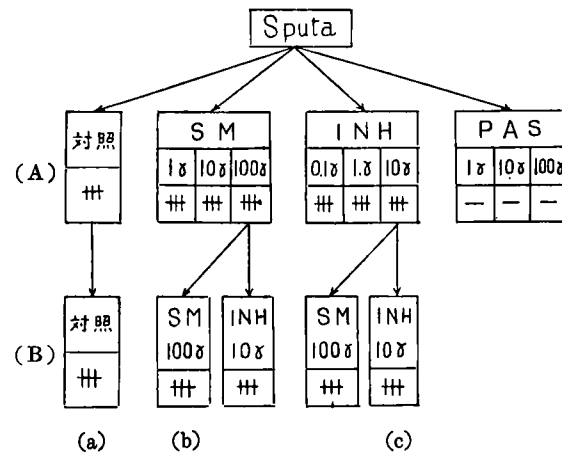 Sputa
(A)
対照
卌
SM
1γ 10γ 100γ
卌 卌 卌
INH
0.1γ 1.γ 10γ
卌 卌 卌
PAS
1γ 10γ 100γ
— — —
(B)
対照
卌
SM
100γ
卌
INH
10γ
卌
SM
100γ
卌
INH
10γ
卌
(a) (b) (c)